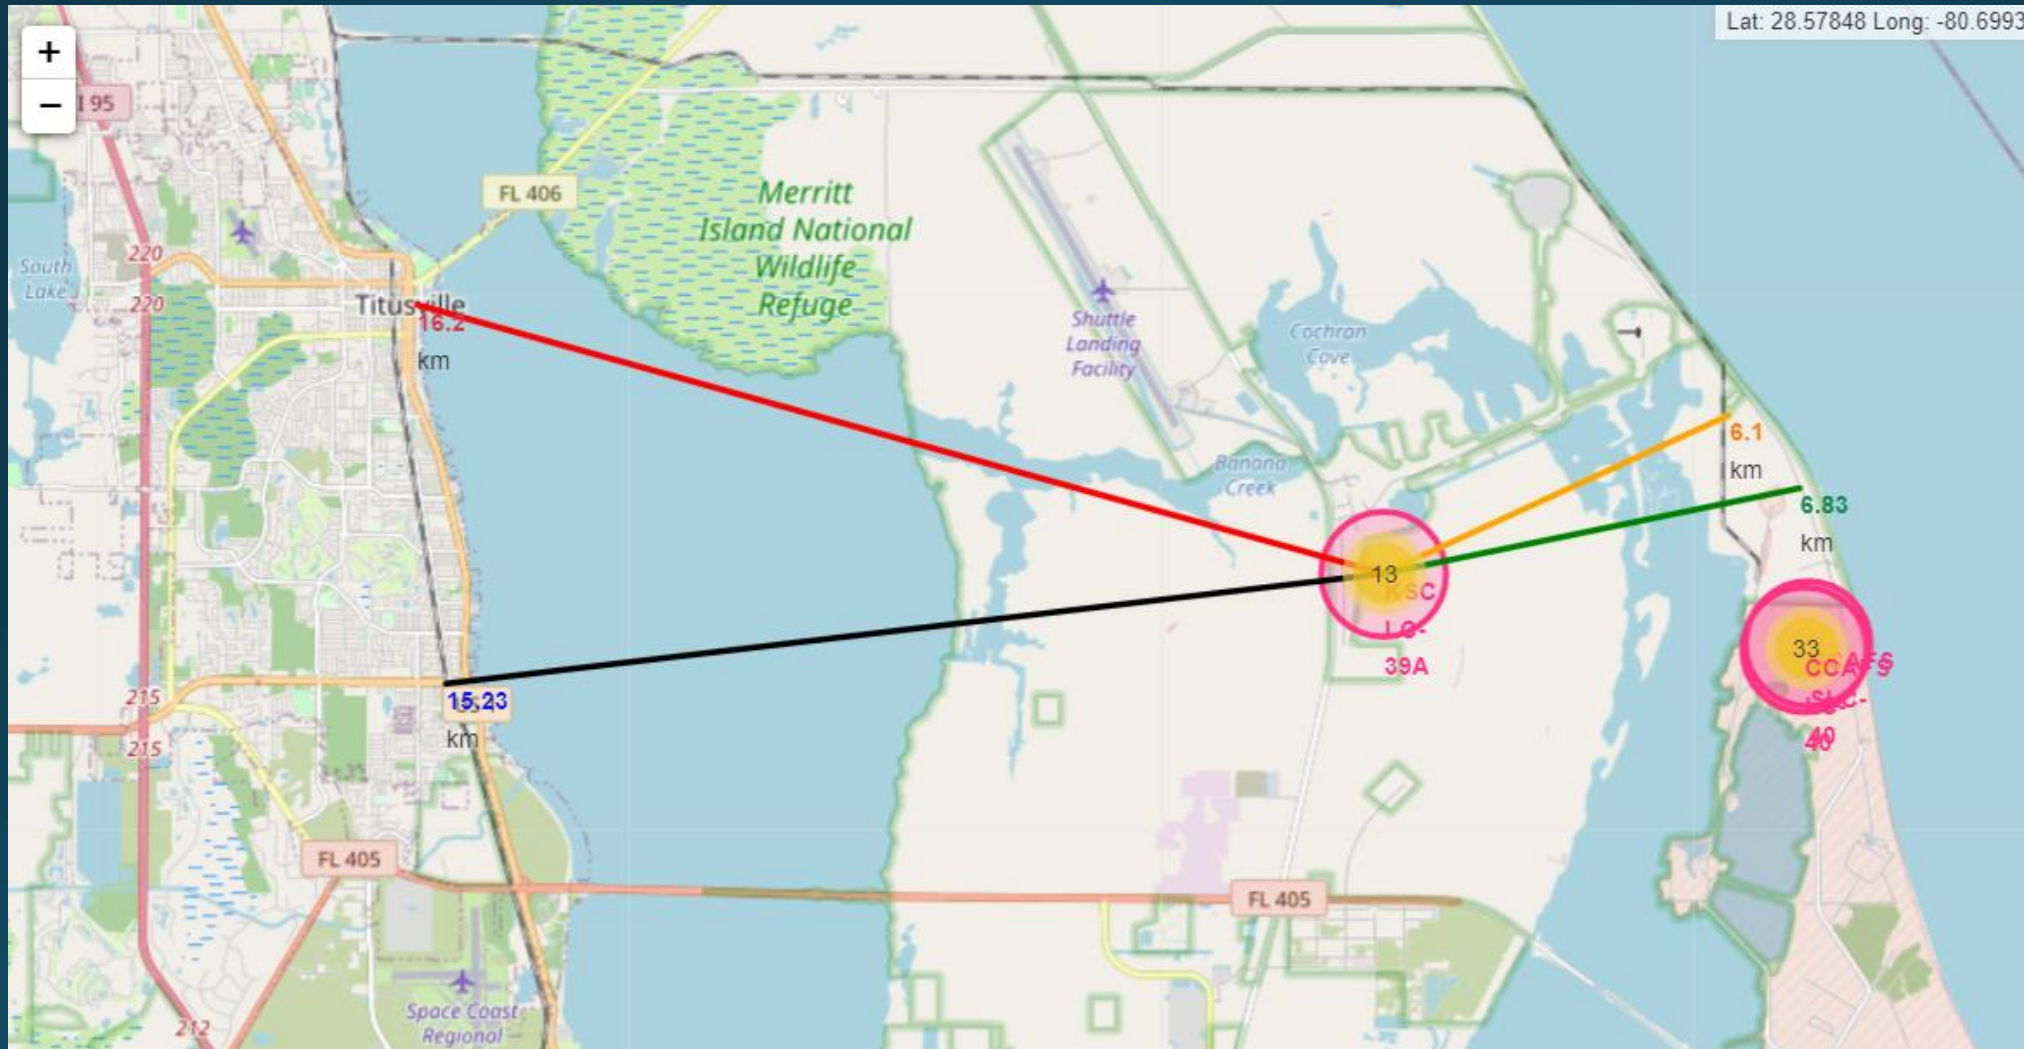 +
−
Lat: 28.57848 Long: -80.6993
I 95
FL 406
Merritt
Island National
Wildlife
Refuge
220
South
Lake
220
Titusville
16.2
km
Shuttle
Landing
Facility
Cochran
Cove
Banana
Creek
6.1
km
6.83
km
13
KSC
LC-
39A
33
CCAFS
SLC-
40
215
15.23
km
215
FL 405
FL 405
Space Coast
Regional
212